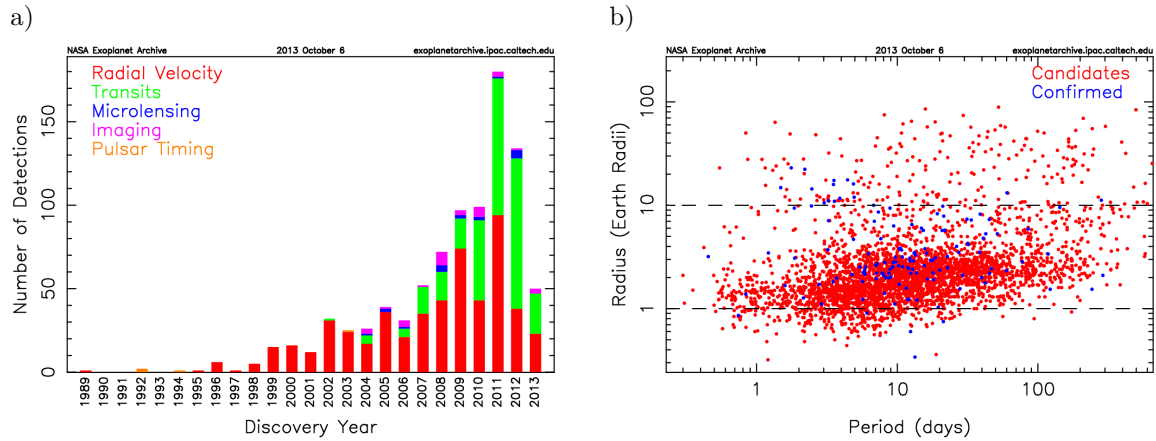 a)
NASA Exoplanet Archive 2013 October 6 exoplanetarchive.ipac.caltech.edu
Radial Velocity
Transits
Microlensing
Imaging
Pulsar Timing
Number of Detections
150
100
50
0
1989 1990 1991 1992 1993 1994 1995 1996 1997 1998 1999 2000 2001 2002 2003 2004 2005 2006 2007 2008 2009 2010 2011 2012 2013
Discovery Year
b)
NASA Exoplanet Archive 2013 October 6 exoplanetarchive.ipac.caltech.edu
Candidates
Confirmed
Radius (Earth Radii)
100
10
1
1 10 100
Period (days)